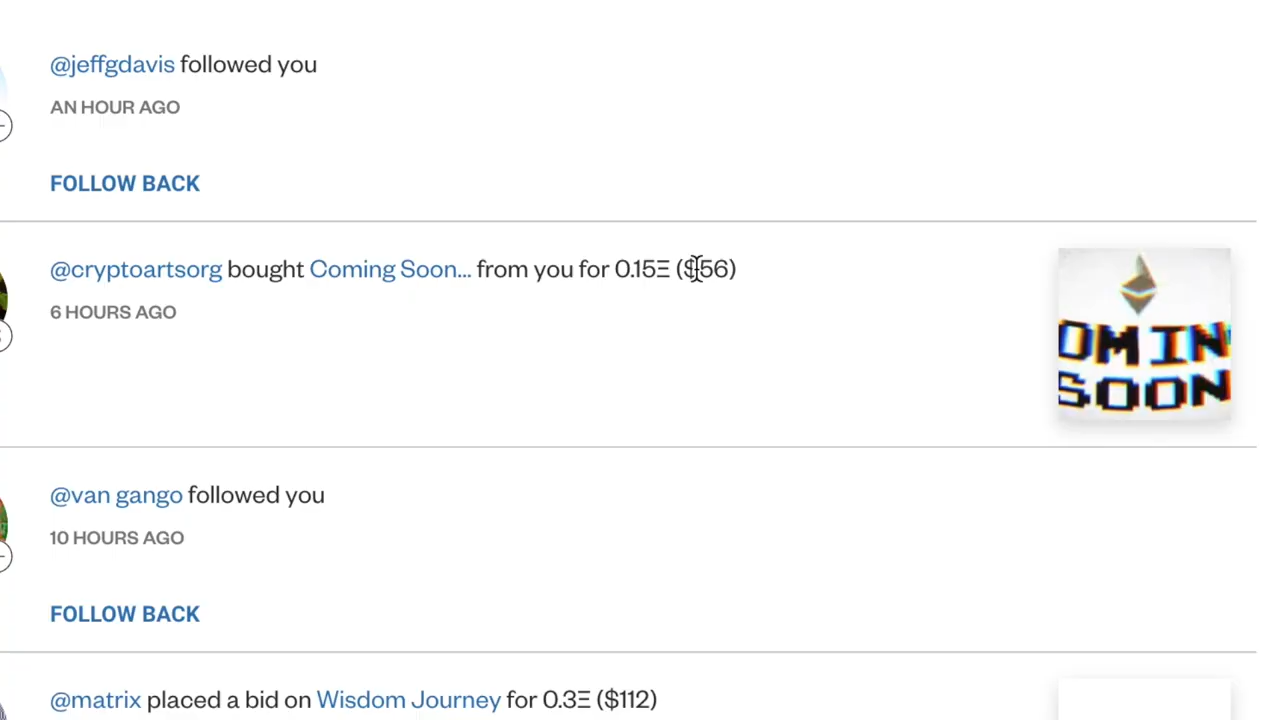 @jeffgdavis followed you
AN HOUR AGO
FOLLOW BACK
@cryptoartsorg bought Coming Soon... from you for 0.15Ξ ($56)
6 HOURS AGO
OMIN
SOON
@van gango followed you
10 HOURS AGO
FOLLOW BACK
@matrix placed a bid on Wisdom Journey for 0.3Ξ ($112)